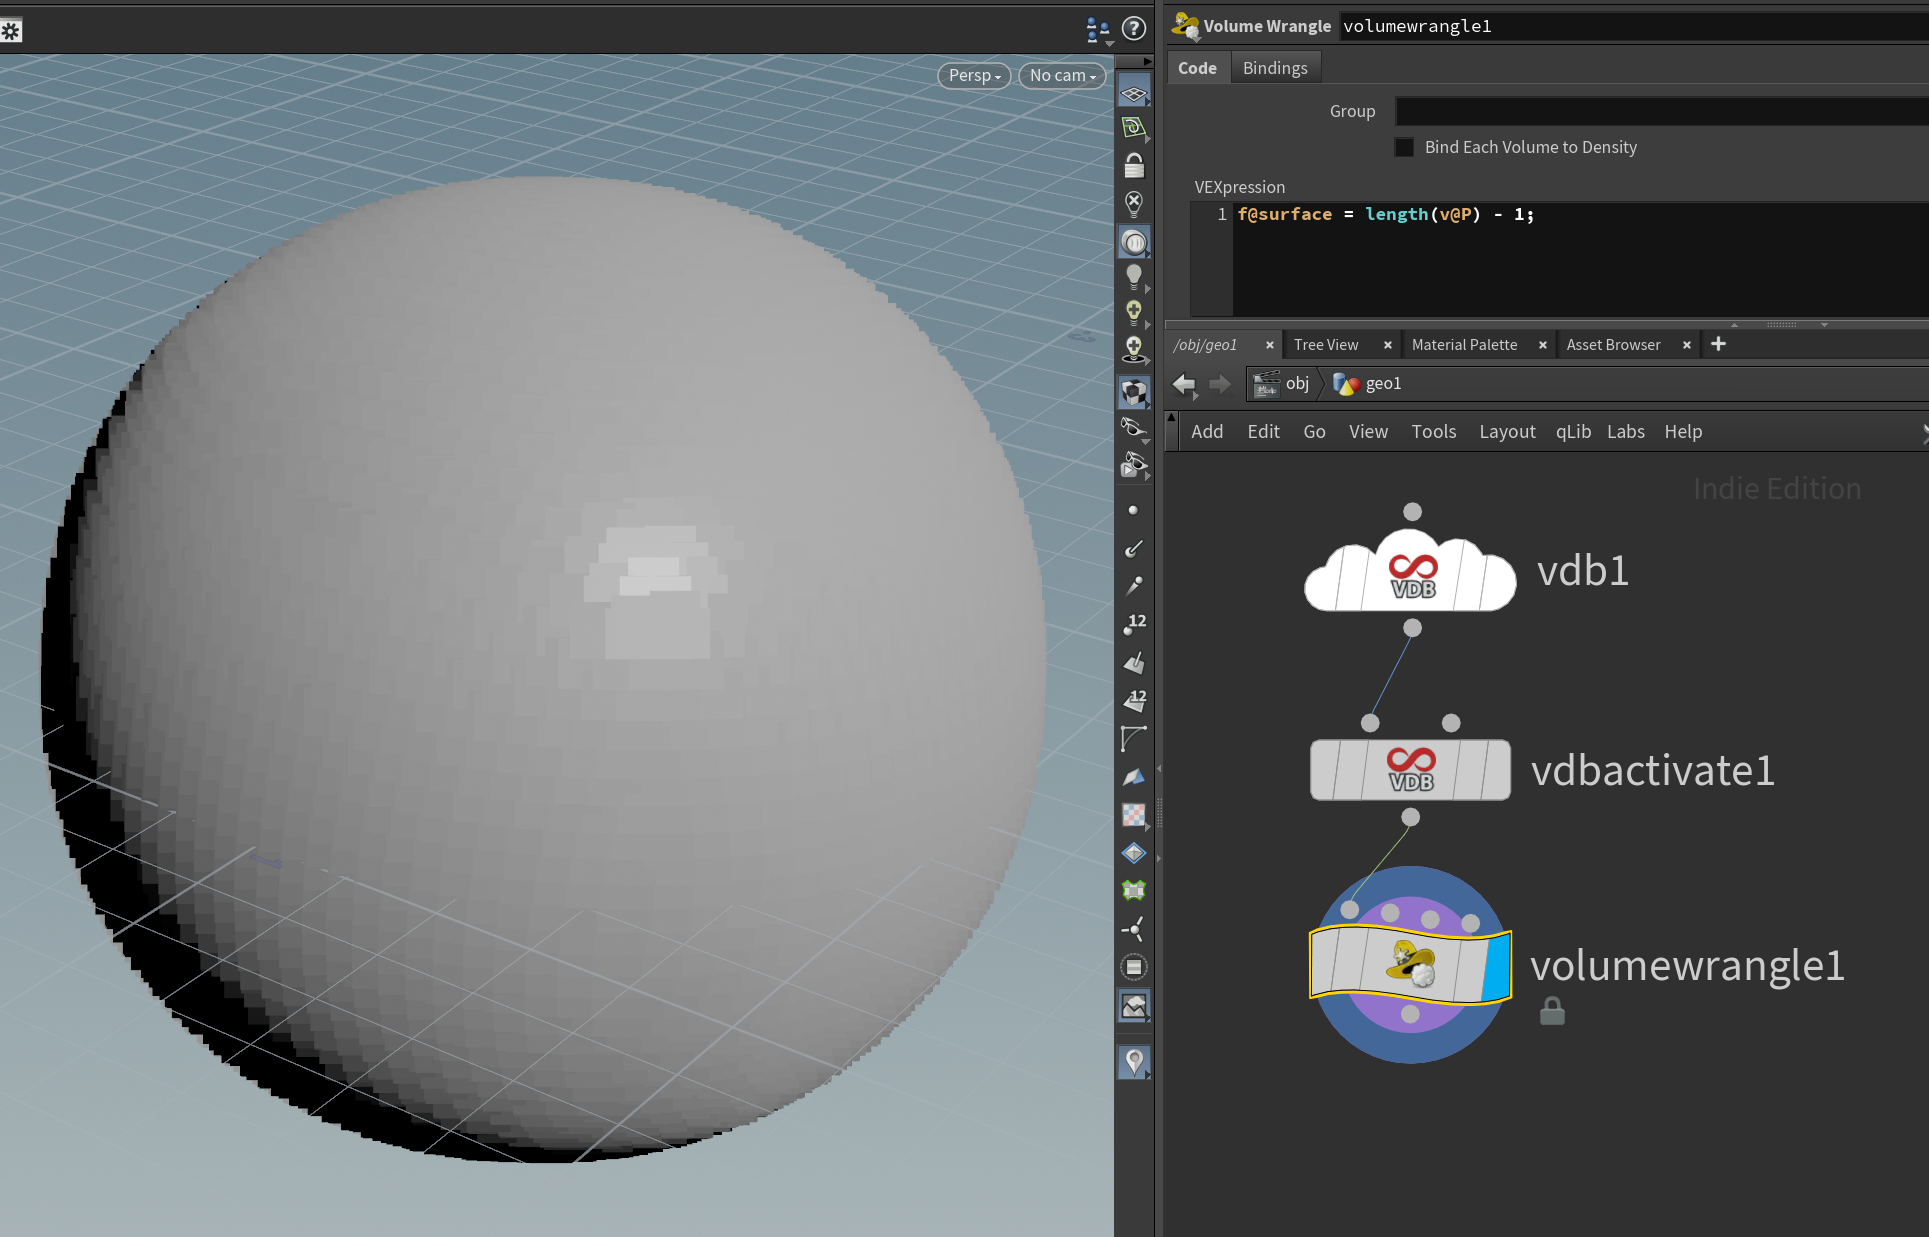 Persp
No cam
Volume Wrangle volumewrangle1
Code Bindings
Group
Bind Each Volume to Density
VEXpression
1 f@surface = length(v@P) - 1;
/obj/geo1 × Tree View × Material Palette × Asset Browser × +
obj geo1
Add Edit Go View Tools Layout qLib Labs Help
Indie Edition
VDB vdb1
VDB vdbactivate1
volumewrangle1
12
12